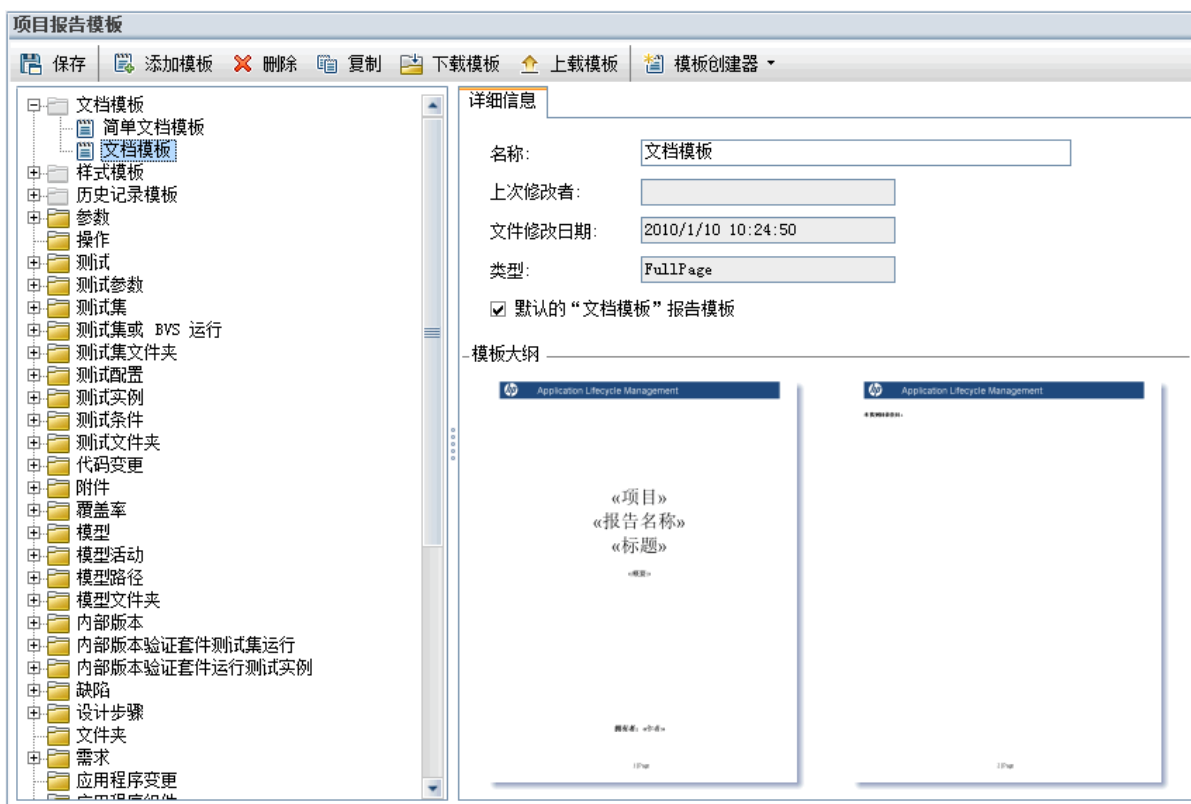 项目报告模板
保存 添加模板 删除 复制 下载模板 上载模板 模板创建器
文档模板
简单文档模板
文档模板
样式模板
历史记录模板
参数
操作
测试
测试参数
测试集
测试集或 BVS 运行
测试集文件夹
测试配置
测试实例
测试条件
测试文件夹
代码变更
附件
覆盖率
模型
模型活动
模型路径
模型文件夹
内部版本
内部版本验证套件测试集运行
内部版本验证套件运行测试实例
缺陷
设计步骤
文件夹
需求
应用程序变更
详细信息
名称: 文档模板
上次修改者:
文件修改日期: 2010/1/10 10:24:50
类型: FullPage
默认的“文档模板”报告模板
模板大纲
hp Application Lifecycle Management
«项目»
«报告名称»
«标题»
hp Application Lifecycle Management